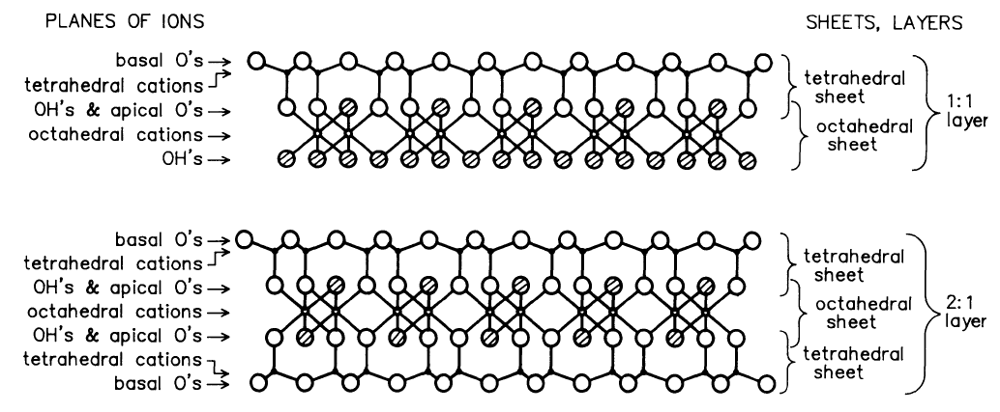 PLANES OF IONS
SHEETS, LAYERS
basal O's
tetrahedral cations
OH's & apical O's
octahedral cations
OH's
tetrahedral
sheet
octahedral
sheet
1:1
layer
basal O's
tetrahedral cations
OH's & apical O's
octahedral cations
OH's & apical O's
tetrahedral cations
basal O's
tetrahedral
sheet
octahedral
sheet
tetrahedral
sheet
2:1
layer